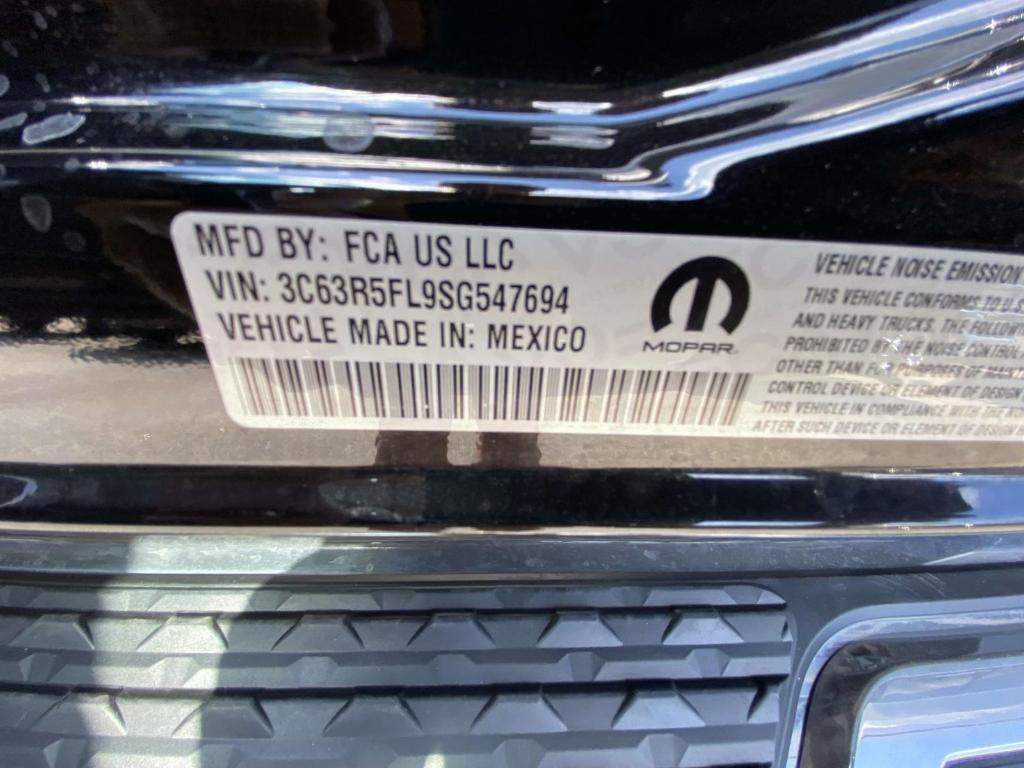 MFD BY: FCA US LLC
VIN: 3C63R5FL9SG547694
VEHICLE MADE IN: MEXICO
MOPAR
VEHICLE NOISE EMISSION
THIS VEHICLE CONFORMS TO U.S
AND HEAVY TRUCKS. THE FOLLOWING
PROHIBITED BY THE NOISE CONTROL
OTHER THAN FOR PURPOSES OF
CONTROL DEVICE OR ELEMENT OF DESIGN
THIS VEHICLE IN COMPLIANCE WITH THE
AFTER SUCH DEVICE OR ELEMENT OF DESIGN